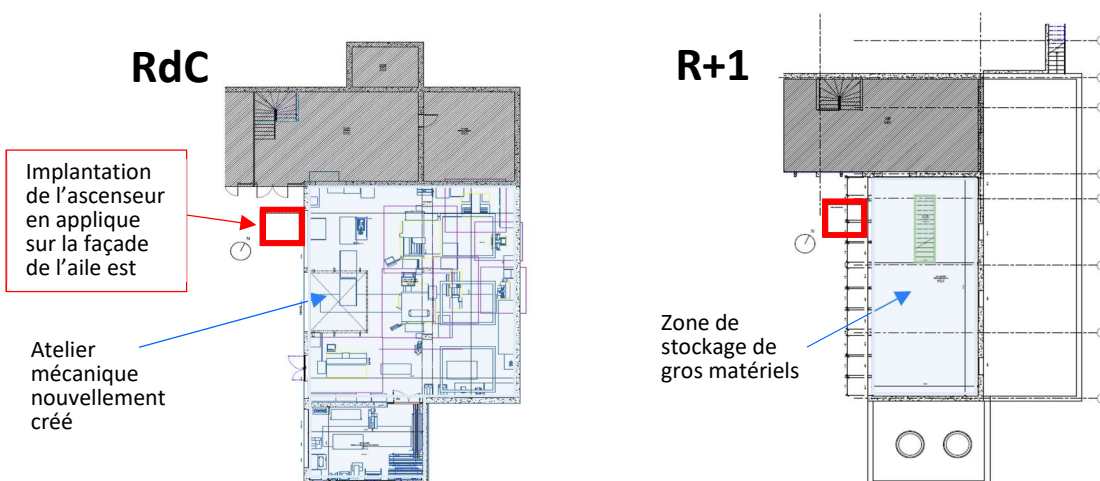 RdC
R+1
Implantation
de l’ascenseur
en applique
sur la façade
de l’aile est
N
N
Atelier
mécanique
nouvellement
créé
Zone de
stockage de
gros matériels